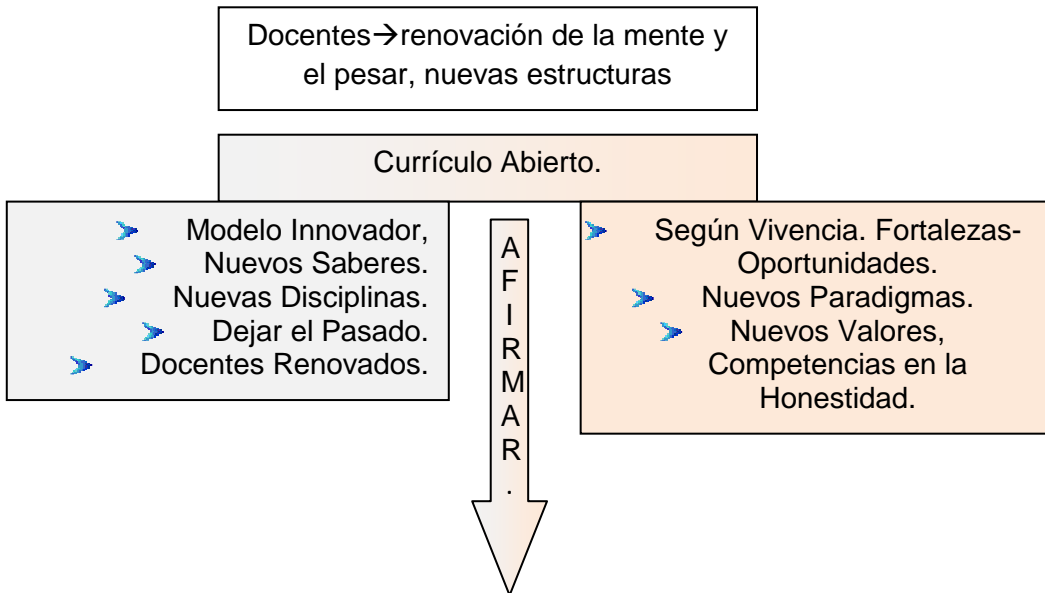 Docentes→renovación de la mente y
el pesar, nuevas estructuras
Currículo Abierto.
Modelo Innovador,
Nuevos Saberes.
Nuevas Disciplinas.
Dejar el Pasado.
Docentes Renovados.
A
F
I
R
M
A
R
.
Según Vivencia. Fortalezas-
Oportunidades.
Nuevos Paradigmas.
Nuevos Valores,
Competencias en la
Honestidad.